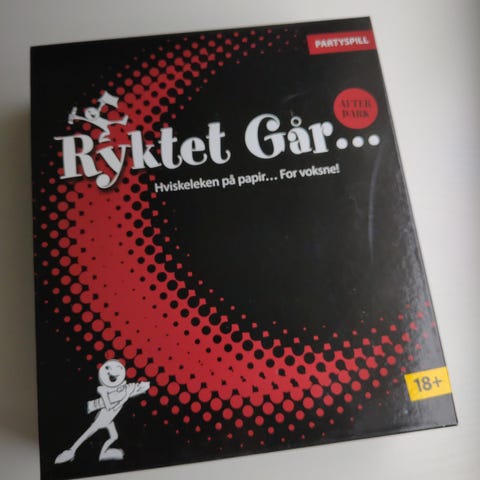 PARTYSPILL
AFTER
DARK
Ryktet Går...
Hviskeleken på papir... For voksne!
18+